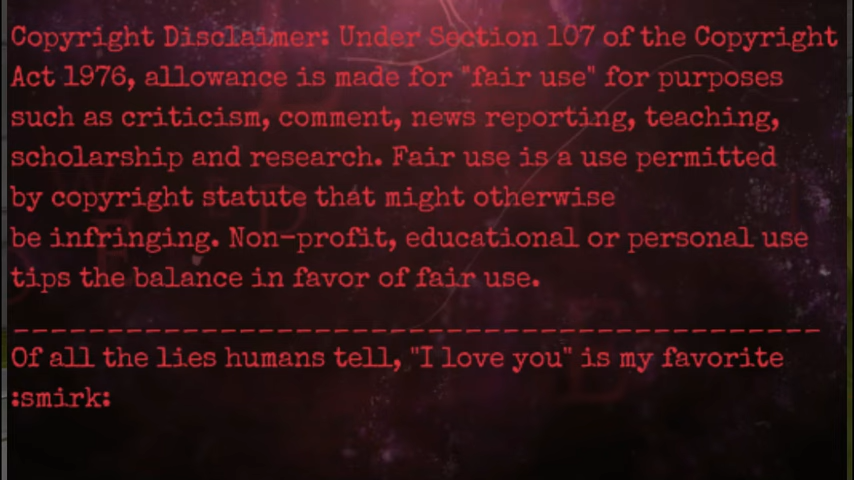 Copyright Disclaimer: Under Section 107 of the Copyright
Act 1976, allowance is made for "fair use" for purposes
such as criticism, comment, news reporting, teaching,
scholarship and research. Fair use is a use permitted
by copyright statute that might otherwise
be infringing. Non-profit, educational or personal use
tips the balance in favor of fair use.
____________________________________________
Of all the lies humans tell, "I love you" is my favorite
:smirk: